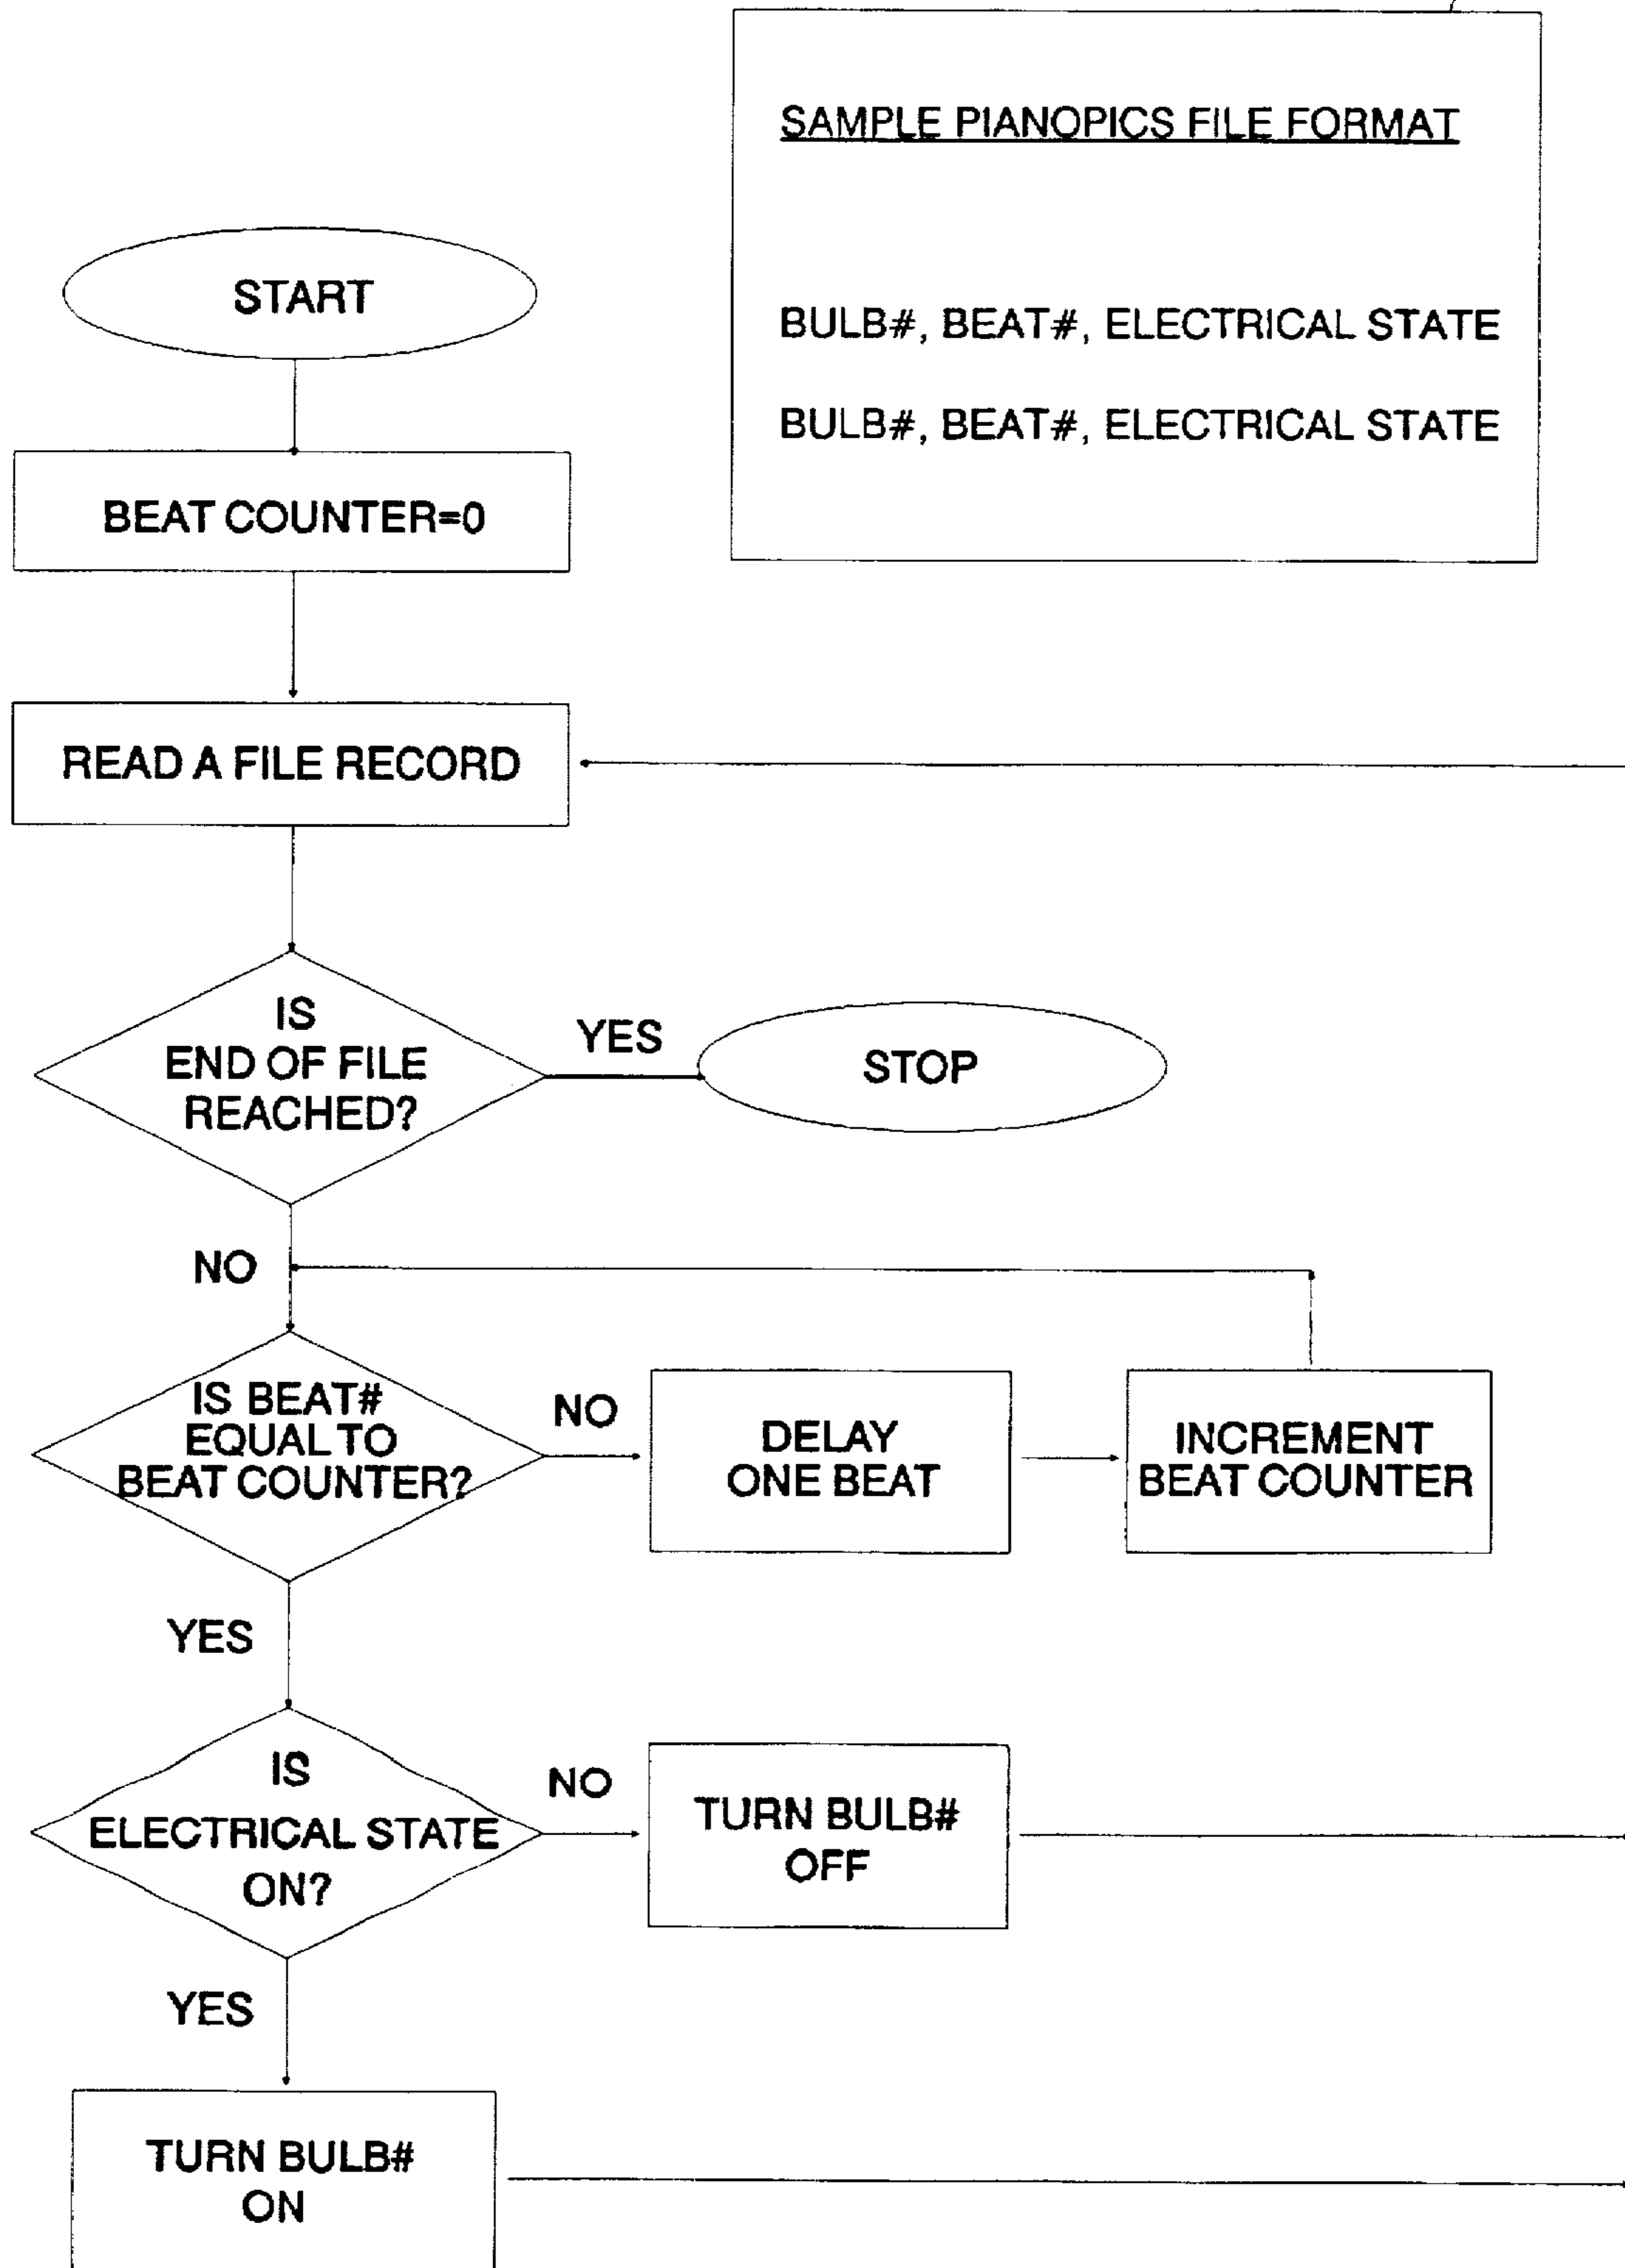 SAMPLE PIANOPICS FILE FORMAT
BULB#, BEAT#, ELECTRICAL STATE
BULB#, BEAT#, ELECTRICAL STATE
START
BEAT COUNTER=0
READ A FILE RECORD
IS
END OF FILE
REACHED?
YES
STOP
NO
IS BEAT#
EQUAL TO
BEAT COUNTER?
NO
DELAY
ONE BEAT
INCREMENT
BEAT COUNTER
YES
IS
ELECTRICAL STATE
ON?
NO
TURN BULB#
OFF
YES
TURN BULB#
ON